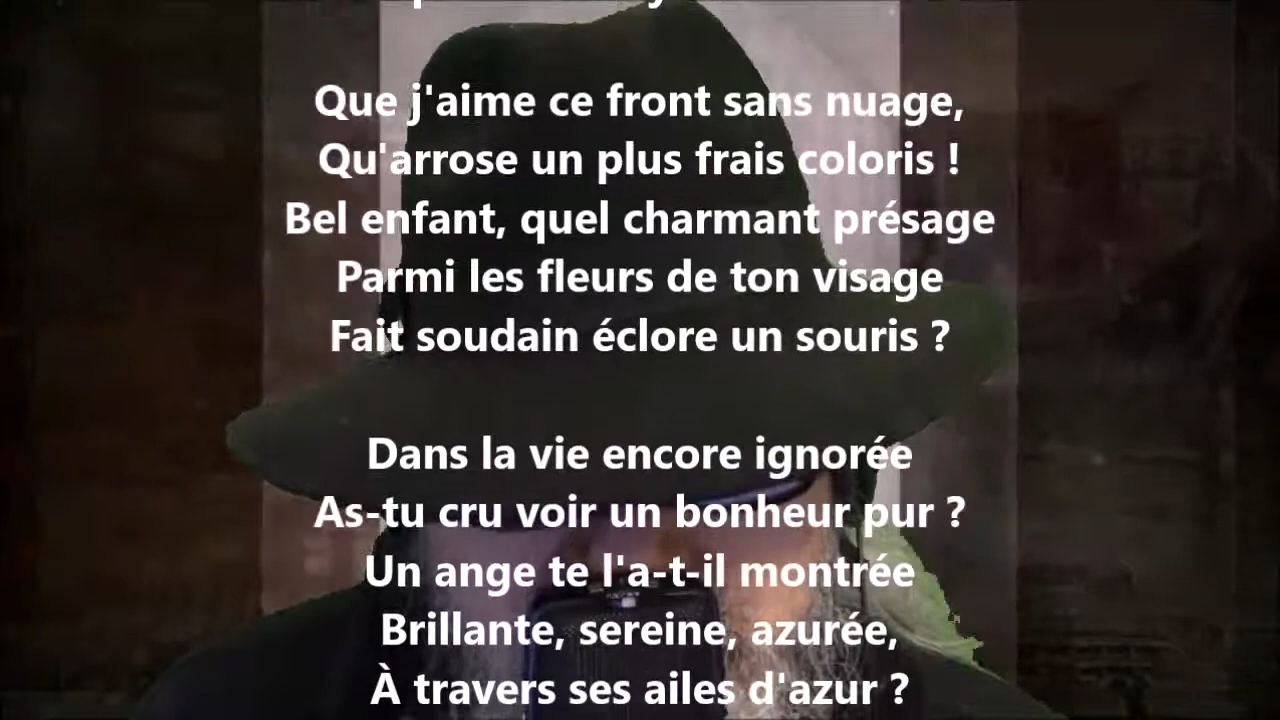 Que j'aime ce front sans nuage,
Qu'arrose un plus frais coloris !
Bel enfant, quel charmant présage
Parmi les fleurs de ton visage
Fait soudain éclore un souris ?
Dans la vie encore ignorée
As-tu cru voir un bonheur pur ?
Un ange te l'a-t-il montrée
Brillante, sereine, azurée,
À travers ses ailes d'azur ?